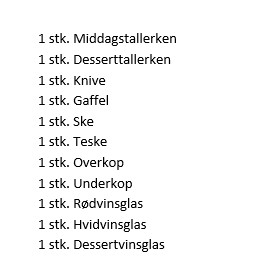 1 stk. Middagstallerken
1 stk. Desserttallerken
1 stk. Knive
1 stk. Gaffel
1 stk. Ske
1 stk. Teske
1 stk. Overkop
1 stk. Underkop
1 stk. Rødvinsglas
1 stk. Hvidvinsglas
1 stk. Dessertvinsglas